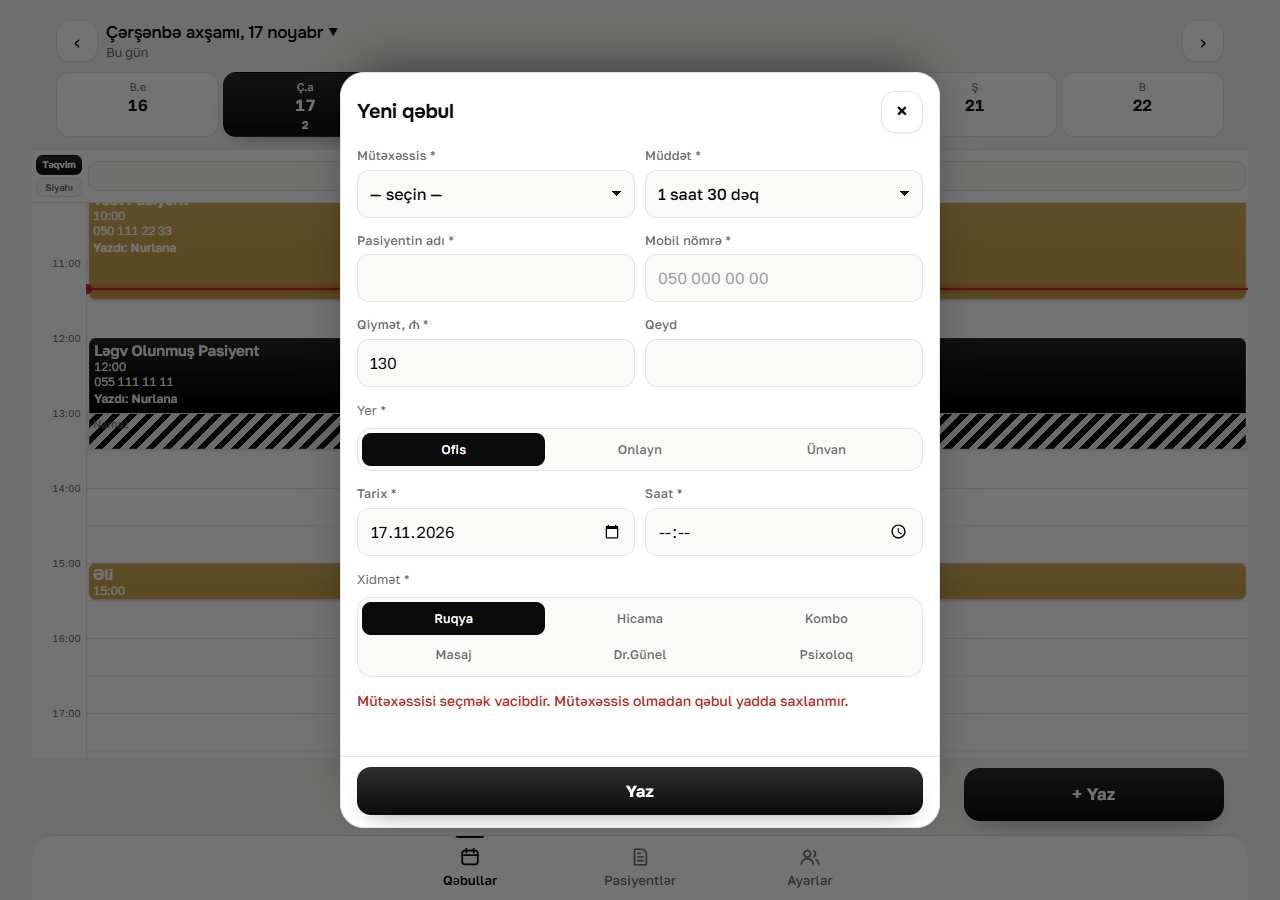 Çərşənbə axşamı, 17 noyabr ▼
Bu gün
B.e
16
Ç.a
17
2
Ş
21
B
22
Təqvim
Siyahı
10:00
050 111 22 33
Yazdı: Nurlana
11:00
12:00
Ləgv Olunmuş Pasiyent
12:00
055 111 11 11
Yazdı: Nurlana
13:00
14:00
15:00
Əli
15:00
16:00
17:00
Yeni qəbul
Mütəxəssis *
Müddət *
— seçin —
1 saat 30 dəq
Pasiyentin adı *
Mobil nömrə *
050 000 00 00
Qiymət, ₼ *
Qeyd
130
Yer *
Ofis
Onlayn
Ünvan
Tarix *
Saat *
17.11.2026
--:--
Xidmət *
Ruqya
Hicama
Kombo
Masaj
Dr.Günel
Psixoloq
Mütəxəssisi seçmək vacibdir. Mütəxəssis olmadan qəbul yadda saxlanmır.
Yaz
+ Yaz
Qəbullar
Pasiyentlər
Ayarlar